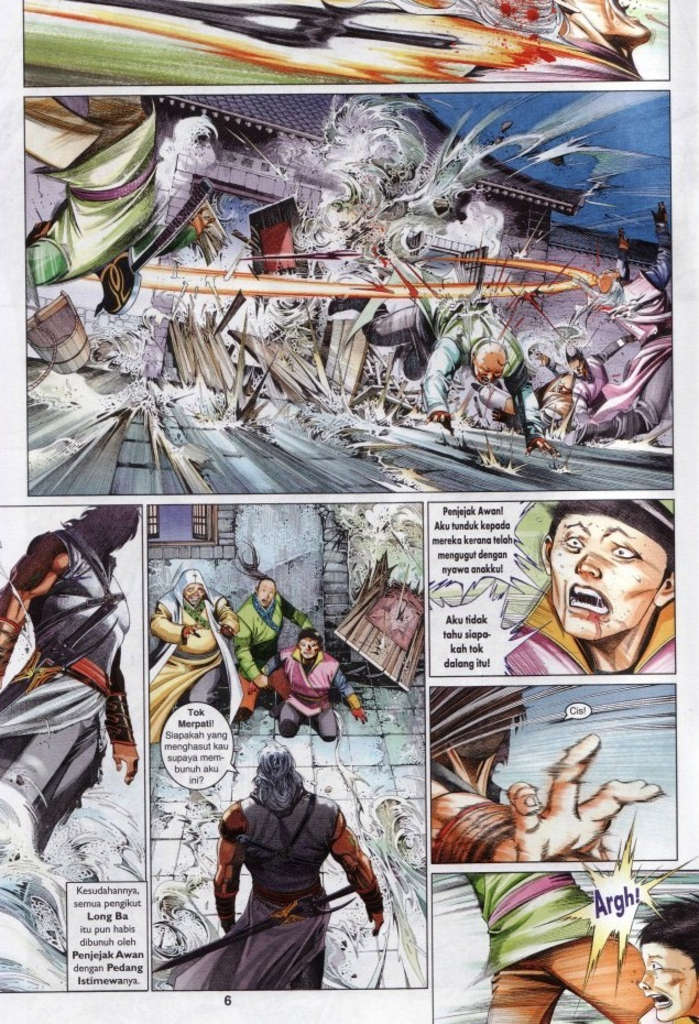 Kesudahannya,
semua pengikut
Long Ba
itu pun habis
dibunuh oleh
Penjejak Awan
dengan Pedang
Istimewanya.
Tok
Merpati!
Siapakah yang
menghasut kau
supaya mem-
bunuh aku
ini?
Penjejak Awan!
Aku tunduk kepada
mereka kerana telah
mengugut dengan
nyawa anakku!
Aku tidak
tahu siapa-
kah tok
dalang itu!
Cis!
Argh!
6